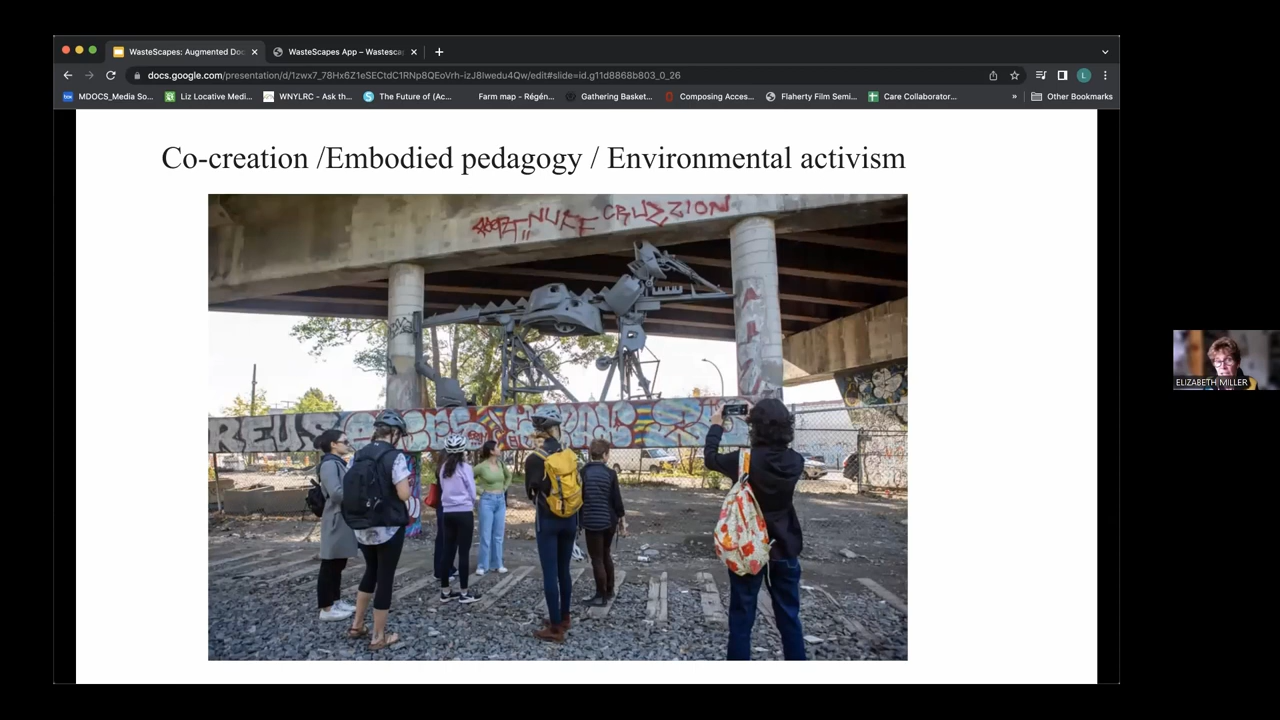 WasteScapes: Augmented Doc
WasteScapes App – Wastesca
docs.google.com/presentation/d/1zwx7_78Hx6Z1eSECtdC1RNp8QEoVrh-izJ8lwedu4Qw/edit#slide=id.g11d8868b803_0_26
L
MDOCS_Media So...
Liz Locative Medi...
WNYLRC - Ask th...
The Future of (Ac...
Farm map - Régén...
Gathering Basket...
Composing Acces...
Flaherty Film Semi...
Care Collaborator...
»
Other Bookmarks
Co-creation /Embodied pedagogy / Environmental activism
NUKE CRUZZION
REUS
ELIZABETH MILLER